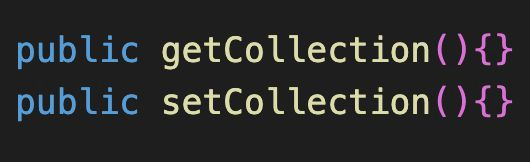 public getCollection(){}
public setCollection(){}